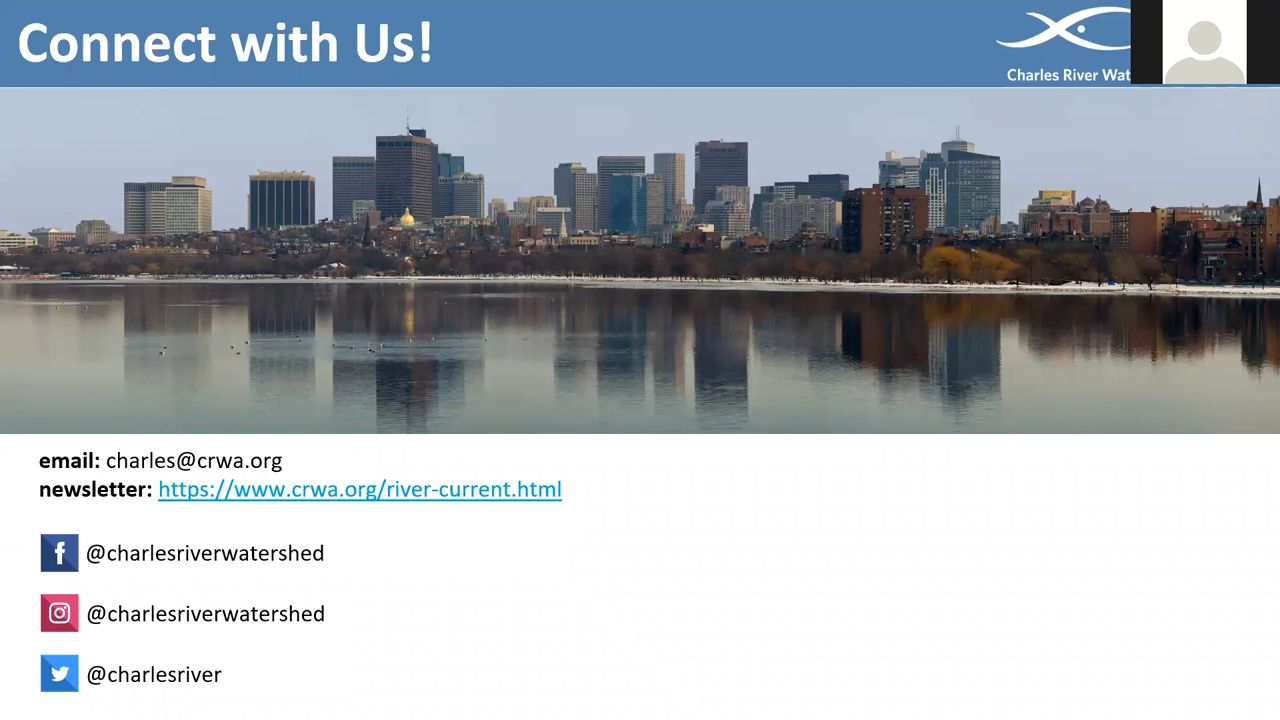 Connect with Us!
Charles River Wat
email: charles@crwa.org
newsletter: https://www.crwa.org/river-current.html
@charlesriverwatershed
@charlesriverwatershed
@charlesriver